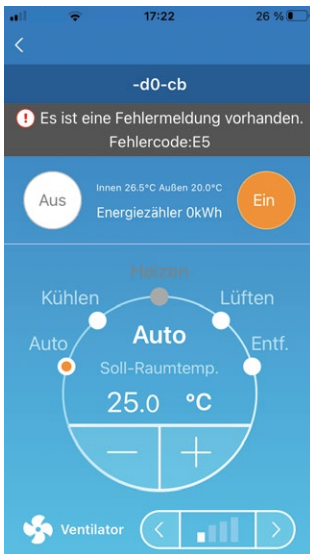 17:22
26 %
-d0-cb
Es ist eine Fehlermeldung vorhanden.
Fehlercode:E5
Aus
Innen 26.5°C Außen 20.0°C
Energiezähler 0kWh
Ein
Heizen
Kühlen
Lüften
Auto
Auto
Entf.
Soll-Raumtemp.
25.0 °C
Ventilator